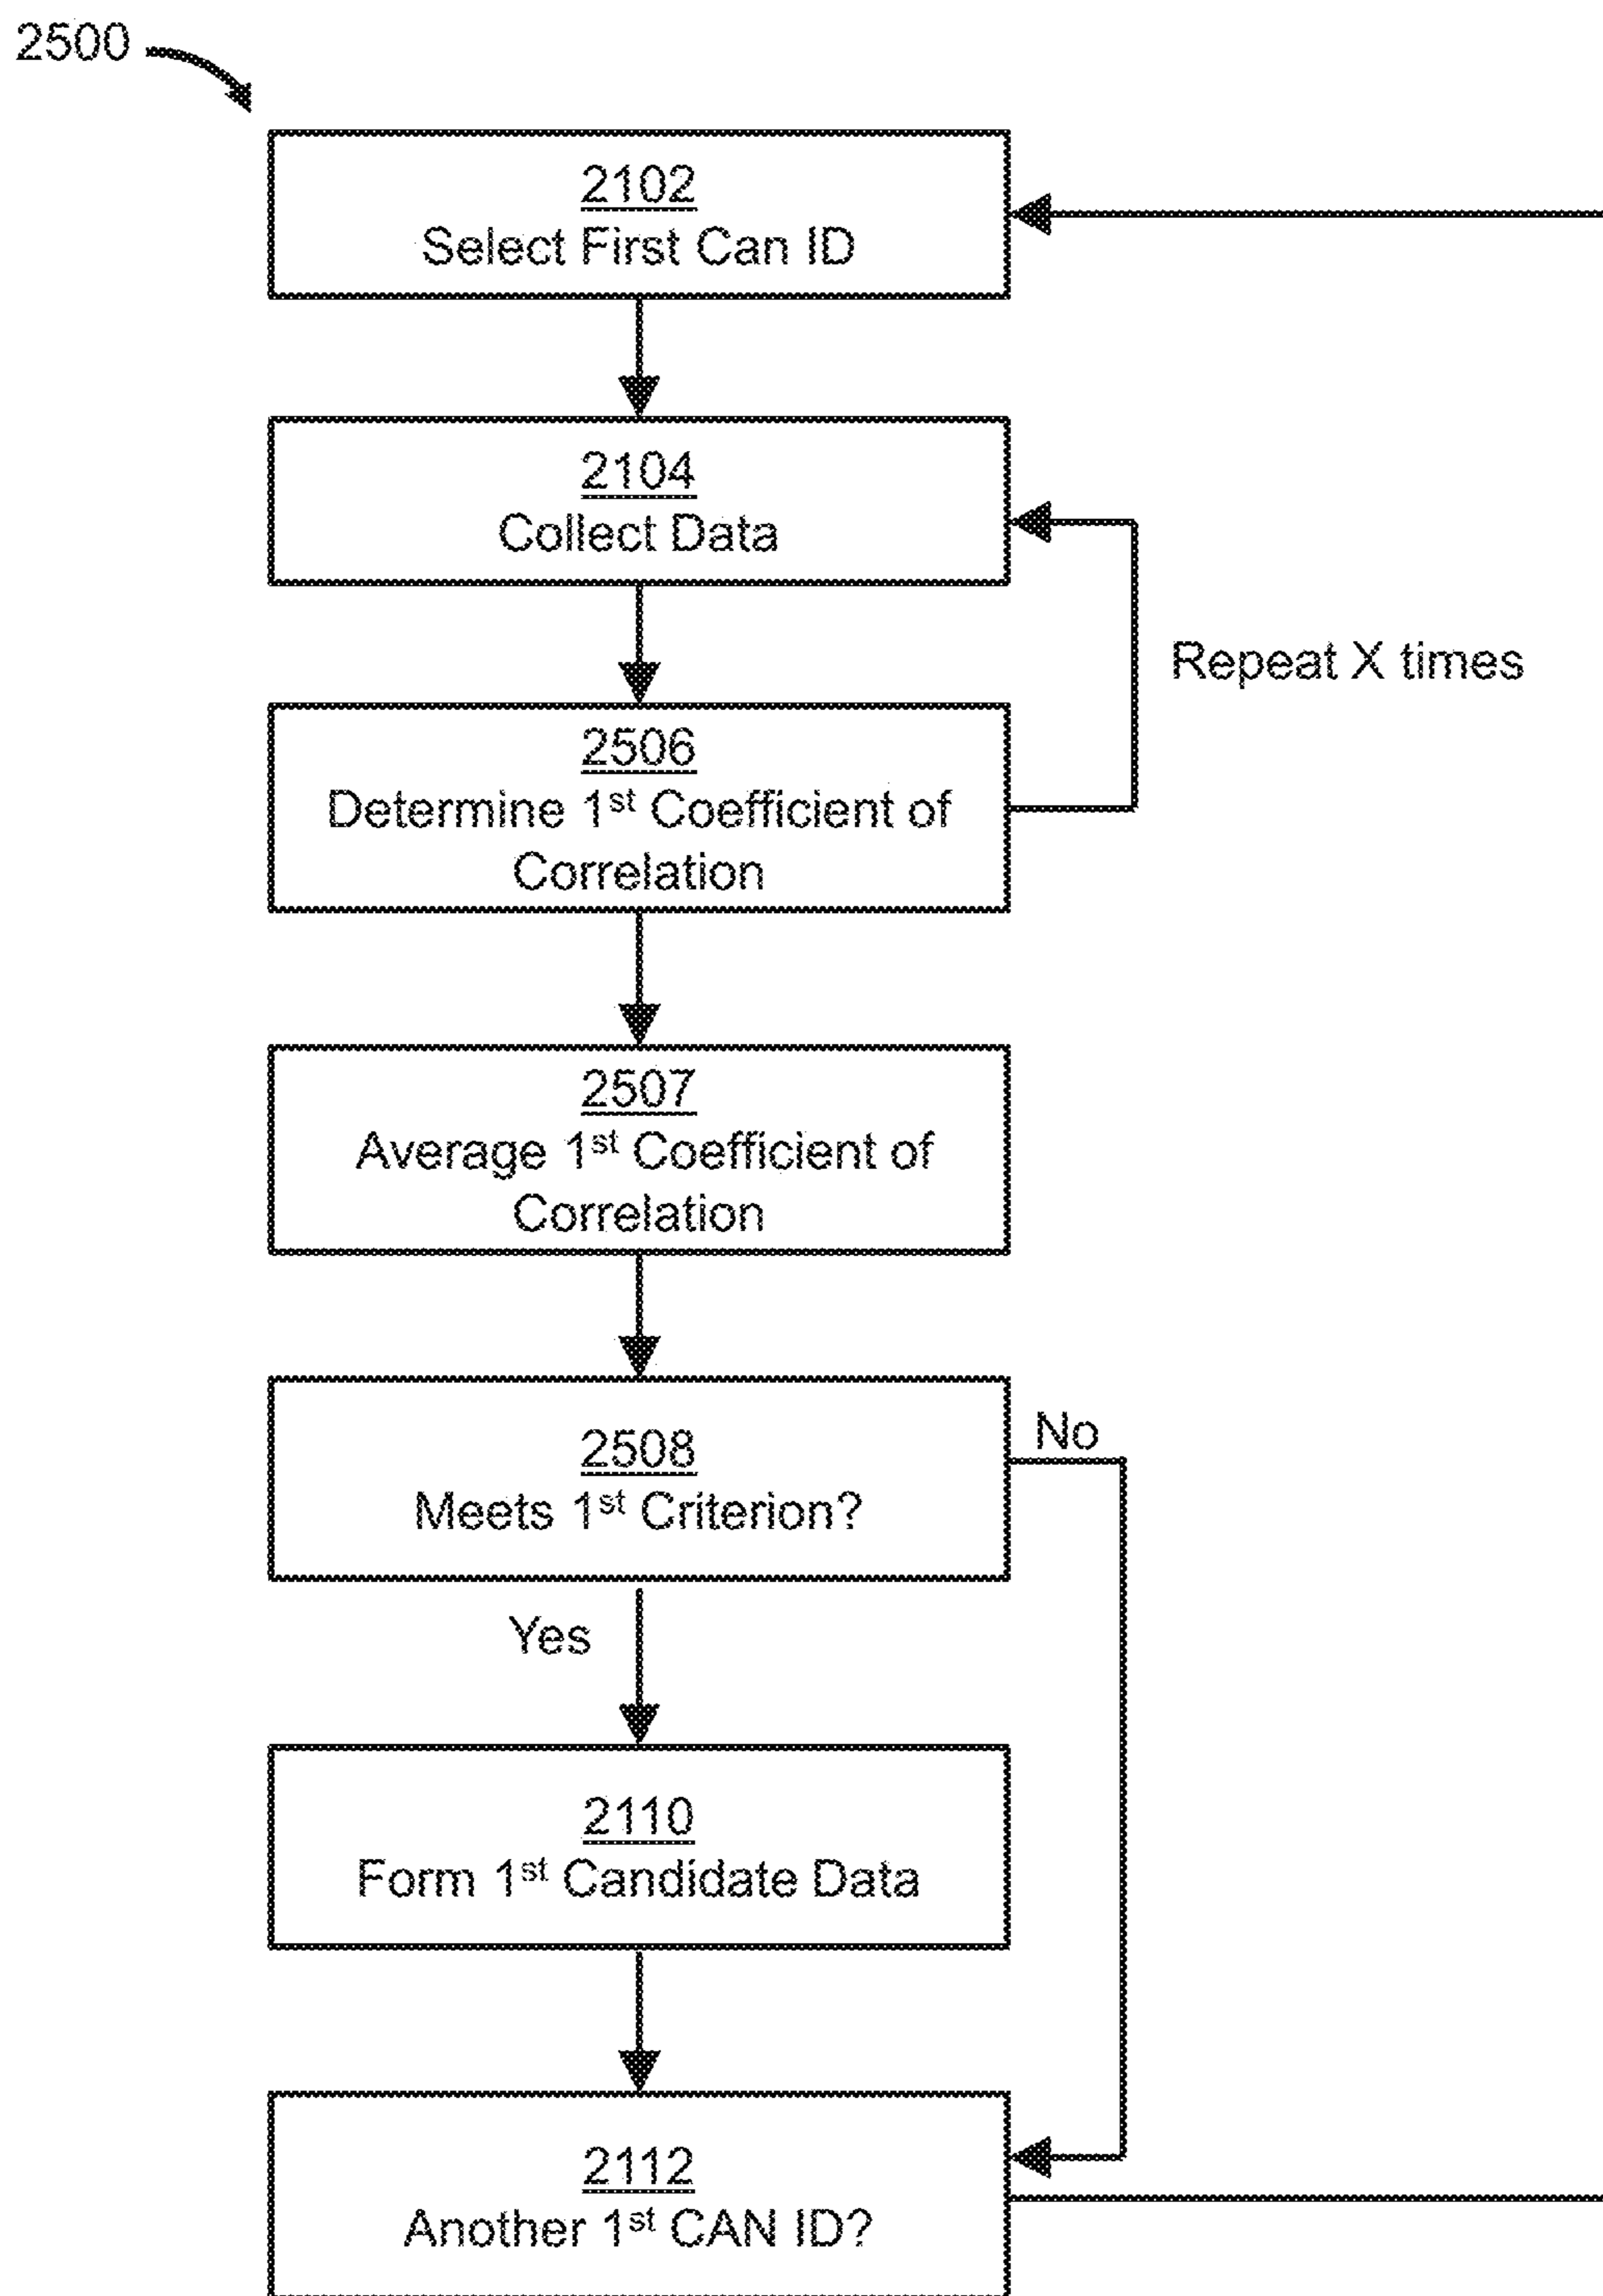 2500
2102
Select First Can ID
2104
Collect Data
Repeat X times
2506
Determine 1st Coefficient of
Correlation
2507
Average 1st Coefficient of
Correlation
2508
Meets 1st Criterion?
No
Yes
2110
Form 1st Candidate Data
2112
Another 1st CAN ID?